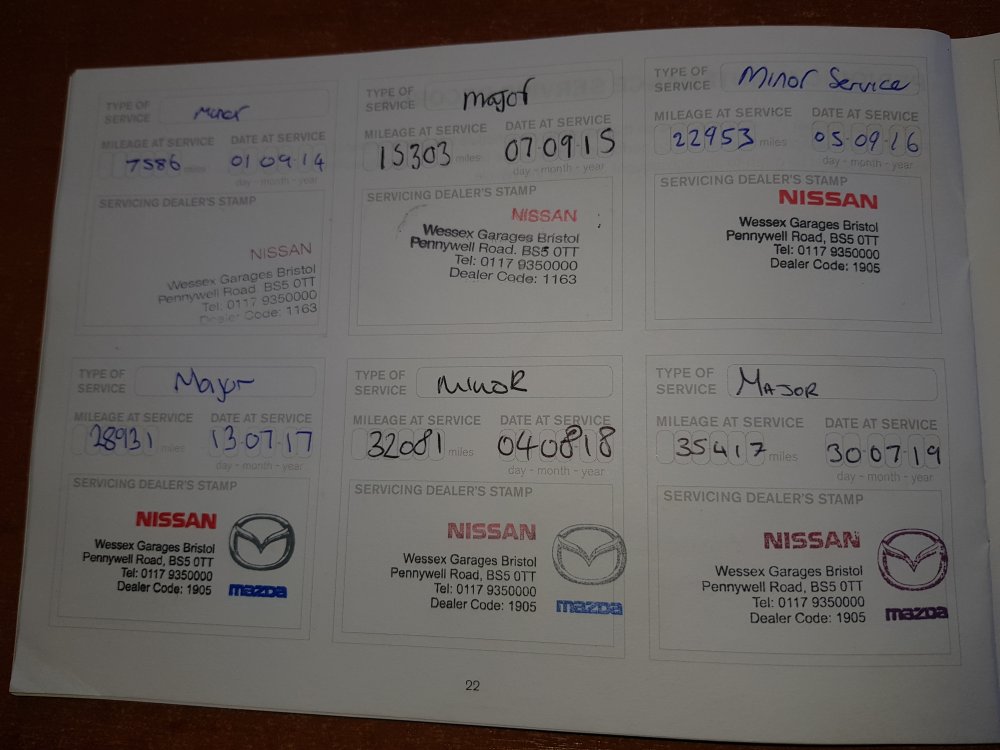 TYPE OF SERVICE Minor
MILEAGE AT SERVICE DATE AT SERVICE
7586 miles 01 09 14
day - month - year
SERVICING DEALER'S STAMP
NISSAN
Wessex Garages Bristol
Pennywell Road, BS5 0TT
Tel: 0117 9350000
Dealer Code: 1163
TYPE OF SERVICE major
MILEAGE AT SERVICE DATE AT SERVICE
15303 miles 07 09 15
day - month - year
SERVICING DEALER'S STAMP
NISSAN
Wessex Garages Bristol
Pennywell Road. BS5 0TT
Tel: 0117 9350000
Dealer Code: 1163
TYPE OF SERVICE Minor Service
MILEAGE AT SERVICE DATE AT SERVICE
22953 miles 05 09 16
day - month - year
SERVICING DEALER'S STAMP
NISSAN
Wessex Garages Bristol
Pennywell Road, BS5 0TT
Tel: 0117 9350000
Dealer Code: 1905
TYPE OF SERVICE Major
MILEAGE AT SERVICE DATE AT SERVICE
28931 miles 13 07 17
day - month - year
SERVICING DEALER'S STAMP
NISSAN
Wessex Garages Bristol
Pennywell Road, BS5 0TT
Tel: 0117 9350000
Dealer Code: 1905
mazda
TYPE OF SERVICE MINOR
MILEAGE AT SERVICE DATE AT SERVICE
32081 miles 04 08 18
day - month - year
SERVICING DEALER'S STAMP
NISSAN
Wessex Garages Bristol
Pennywell Road, BS5 0TT
Tel: 0117 9350000
Dealer Code: 1905
mazda
TYPE OF SERVICE MAJOR
MILEAGE AT SERVICE DATE AT SERVICE
35417 miles 30 07 19
day - month - year
SERVICING DEALER'S STAMP
NISSAN
Wessex Garages Bristol
Pennywell Road, BS5 0TT
Tel: 0117 9350000
Dealer Code: 1905
mazda
22